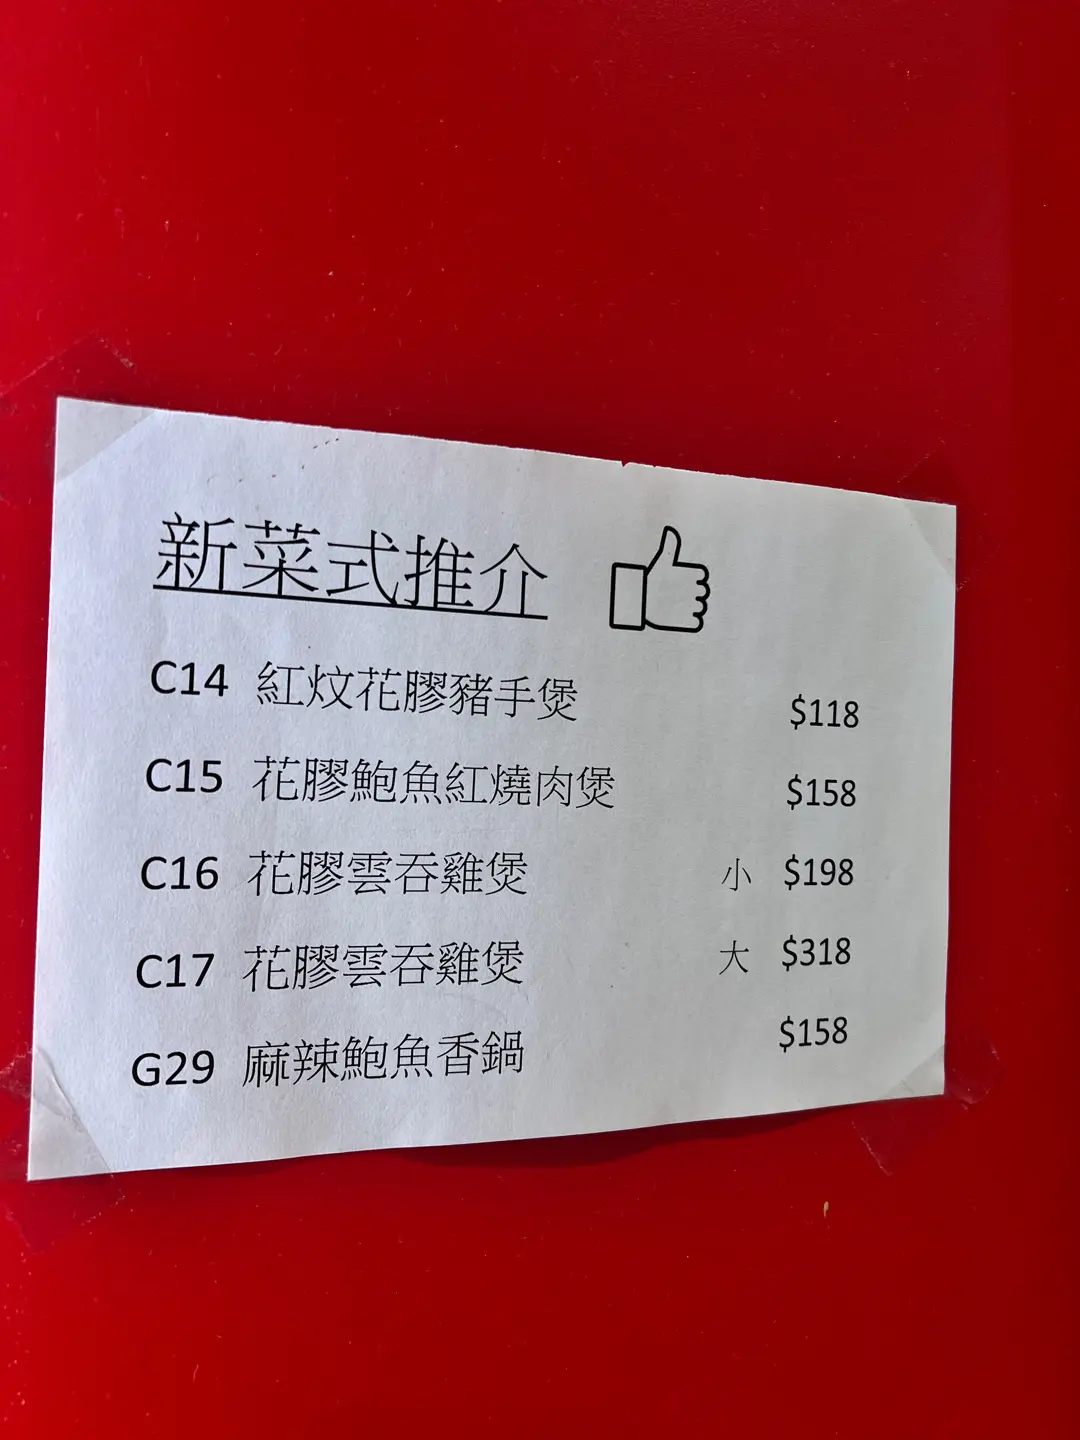 新菜式推介
C14 紅炆花膠豬手煲 $118
C15 花膠鮑魚紅燒肉煲 $158
C16 花膠雲吞雞煲 小 $198
C17 花膠雲吞雞煲 大 $318
G29 麻辣鮑魚香鍋 $158